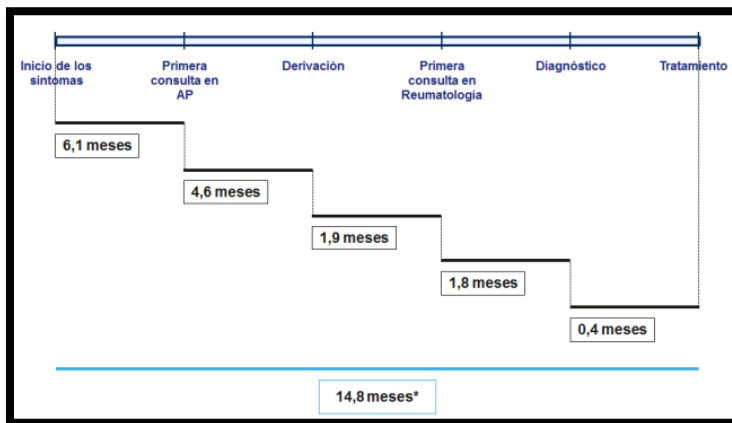 Inicio de los
síntomas
Primera
consulta en
AP
Derivación
Primera
consulta en
Reumatología
Diagnóstico
Tratamiento
6,1 meses
4,6 meses
1,9 meses
1,8 meses
0,4 meses
14,8 meses*